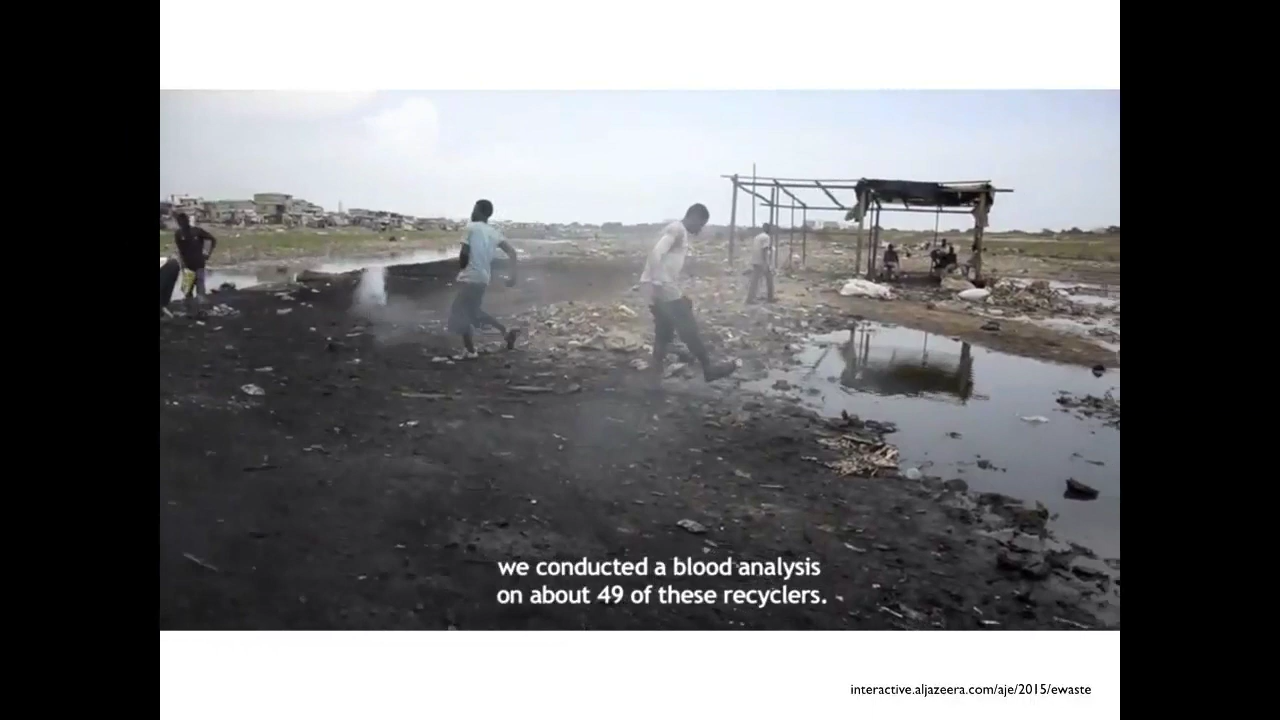 we conducted a blood analysis
on about 49 of these recyclers.
interactive.aljazeera.com/aje/2015/ewaste